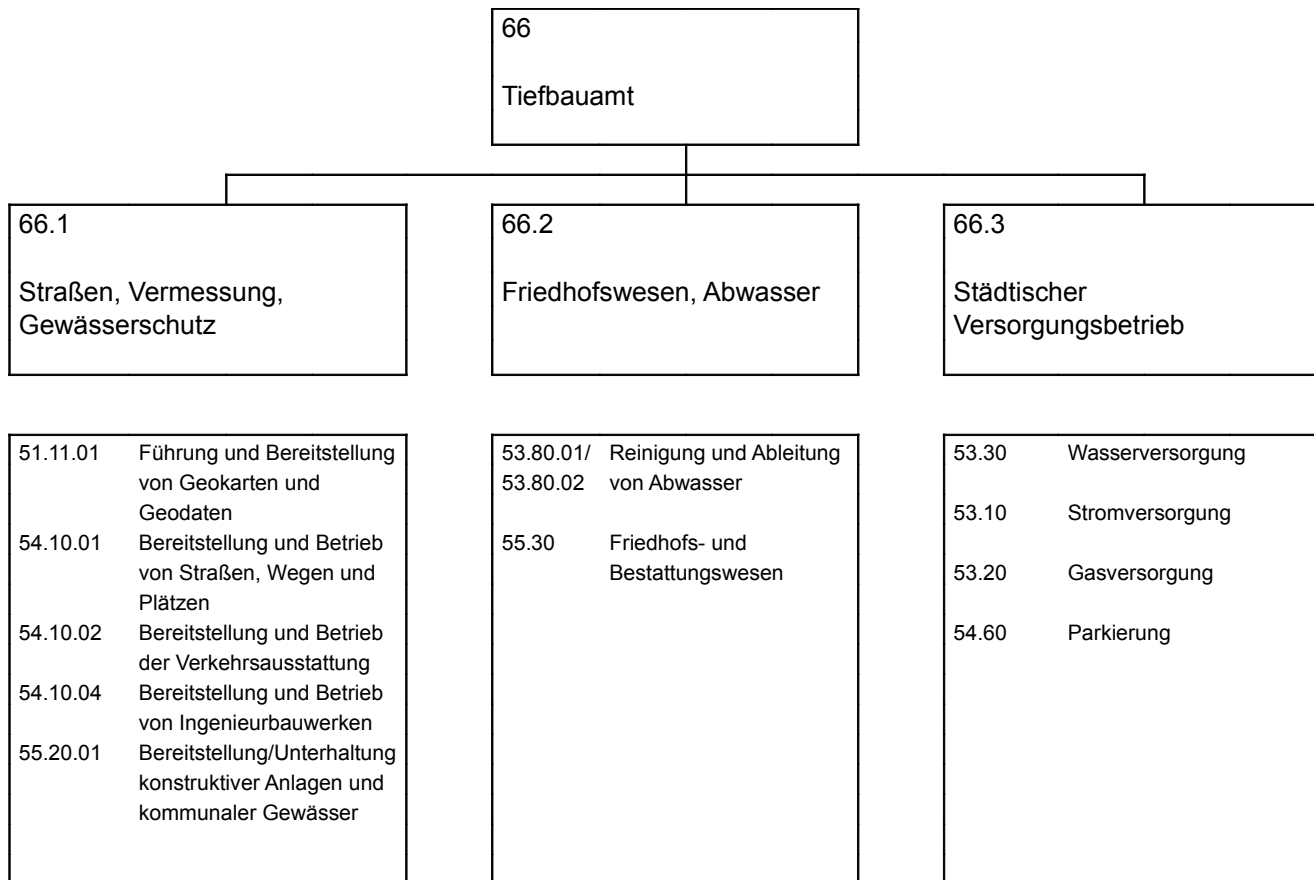 66
Tiefbauamt
66.1
Straßen, Vermessung,
Gewässerschutz
66.2
Friedhofswesen, Abwasser
66.3
Städtischer
Versorgungsbetrieb
51.11.01 Führung und Bereitstellung
von Geokarten und
Geodaten
54.10.01 Bereitstellung und Betrieb
von Straßen, Wegen und
Plätzen
54.10.02 Bereitstellung und Betrieb
der Verkehrsausstattung
54.10.04 Bereitstellung und Betrieb
von Ingenieurbauwerken
55.20.01 Bereitstellung/Unterhaltung
konstruktiver Anlagen und
kommunaler Gewässer
53.80.01/ Reinigung und Ableitung
53.80.02 von Abwasser
55.30 Friedhofs- und
Bestattungswesen
53.30 Wasserversorgung
53.10 Stromversorgung
53.20 Gasversorgung
54.60 Parkierung